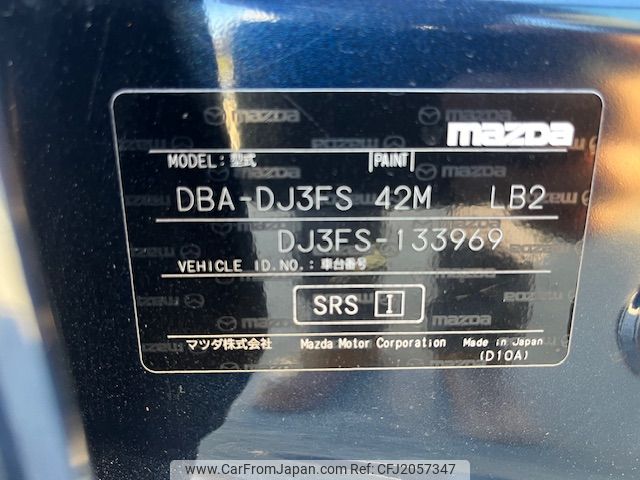 mazda
MODEL:型式 PAINT
DBA-DJ3FS 42M LB2
DJ3FS-133969
VEHICLE ID.NO.:車台番号
SRS I
マツダ株式会社 Mazda Motor Corporation Made in Japan
(D10A)
www.CarFromJapan.com CFJ2057347